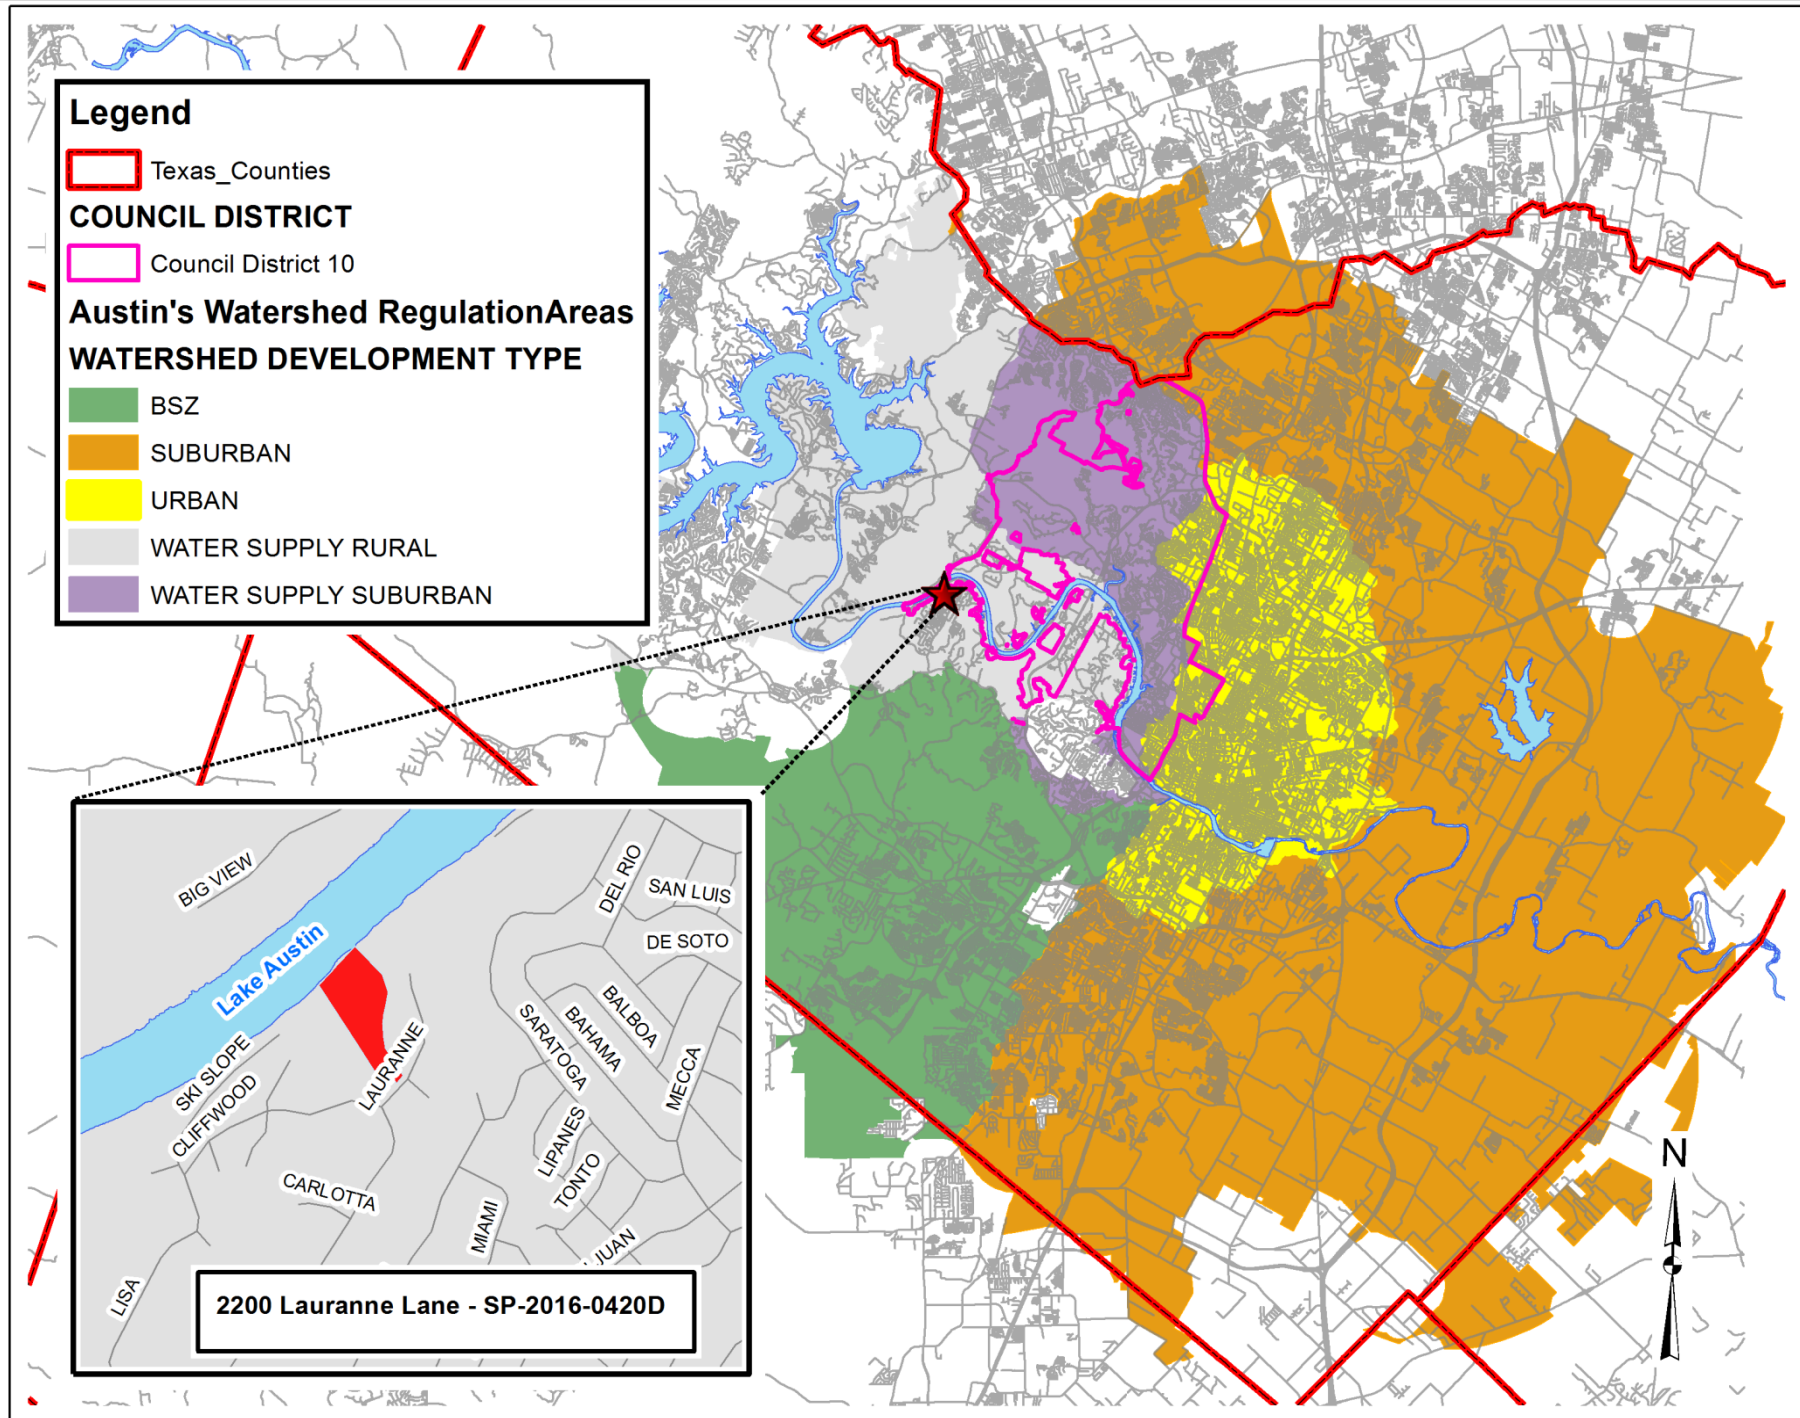 Legend
Texas_Counties
COUNCIL DISTRICT
Council District 10
Austin's Watershed RegulationAreas
WATERSHED DEVELOPMENT TYPE
BSZ
SUBURBAN
URBAN
WATER SUPPLY RURAL
WATER SUPPLY SUBURBAN
BIG VIEW
DEL RIO
SAN LUIS
DE SOTO
Lake Austin
BALBOA
BAHAMA
SARATOGA
SKI SLOPE
LAURANNE
MECCA
CLIFFWOOD
LIPANES
TONTO
CARLOTTA
MIAMI
JUAN
LISA
2200 Lauranne Lane - SP-2016-0420D
N